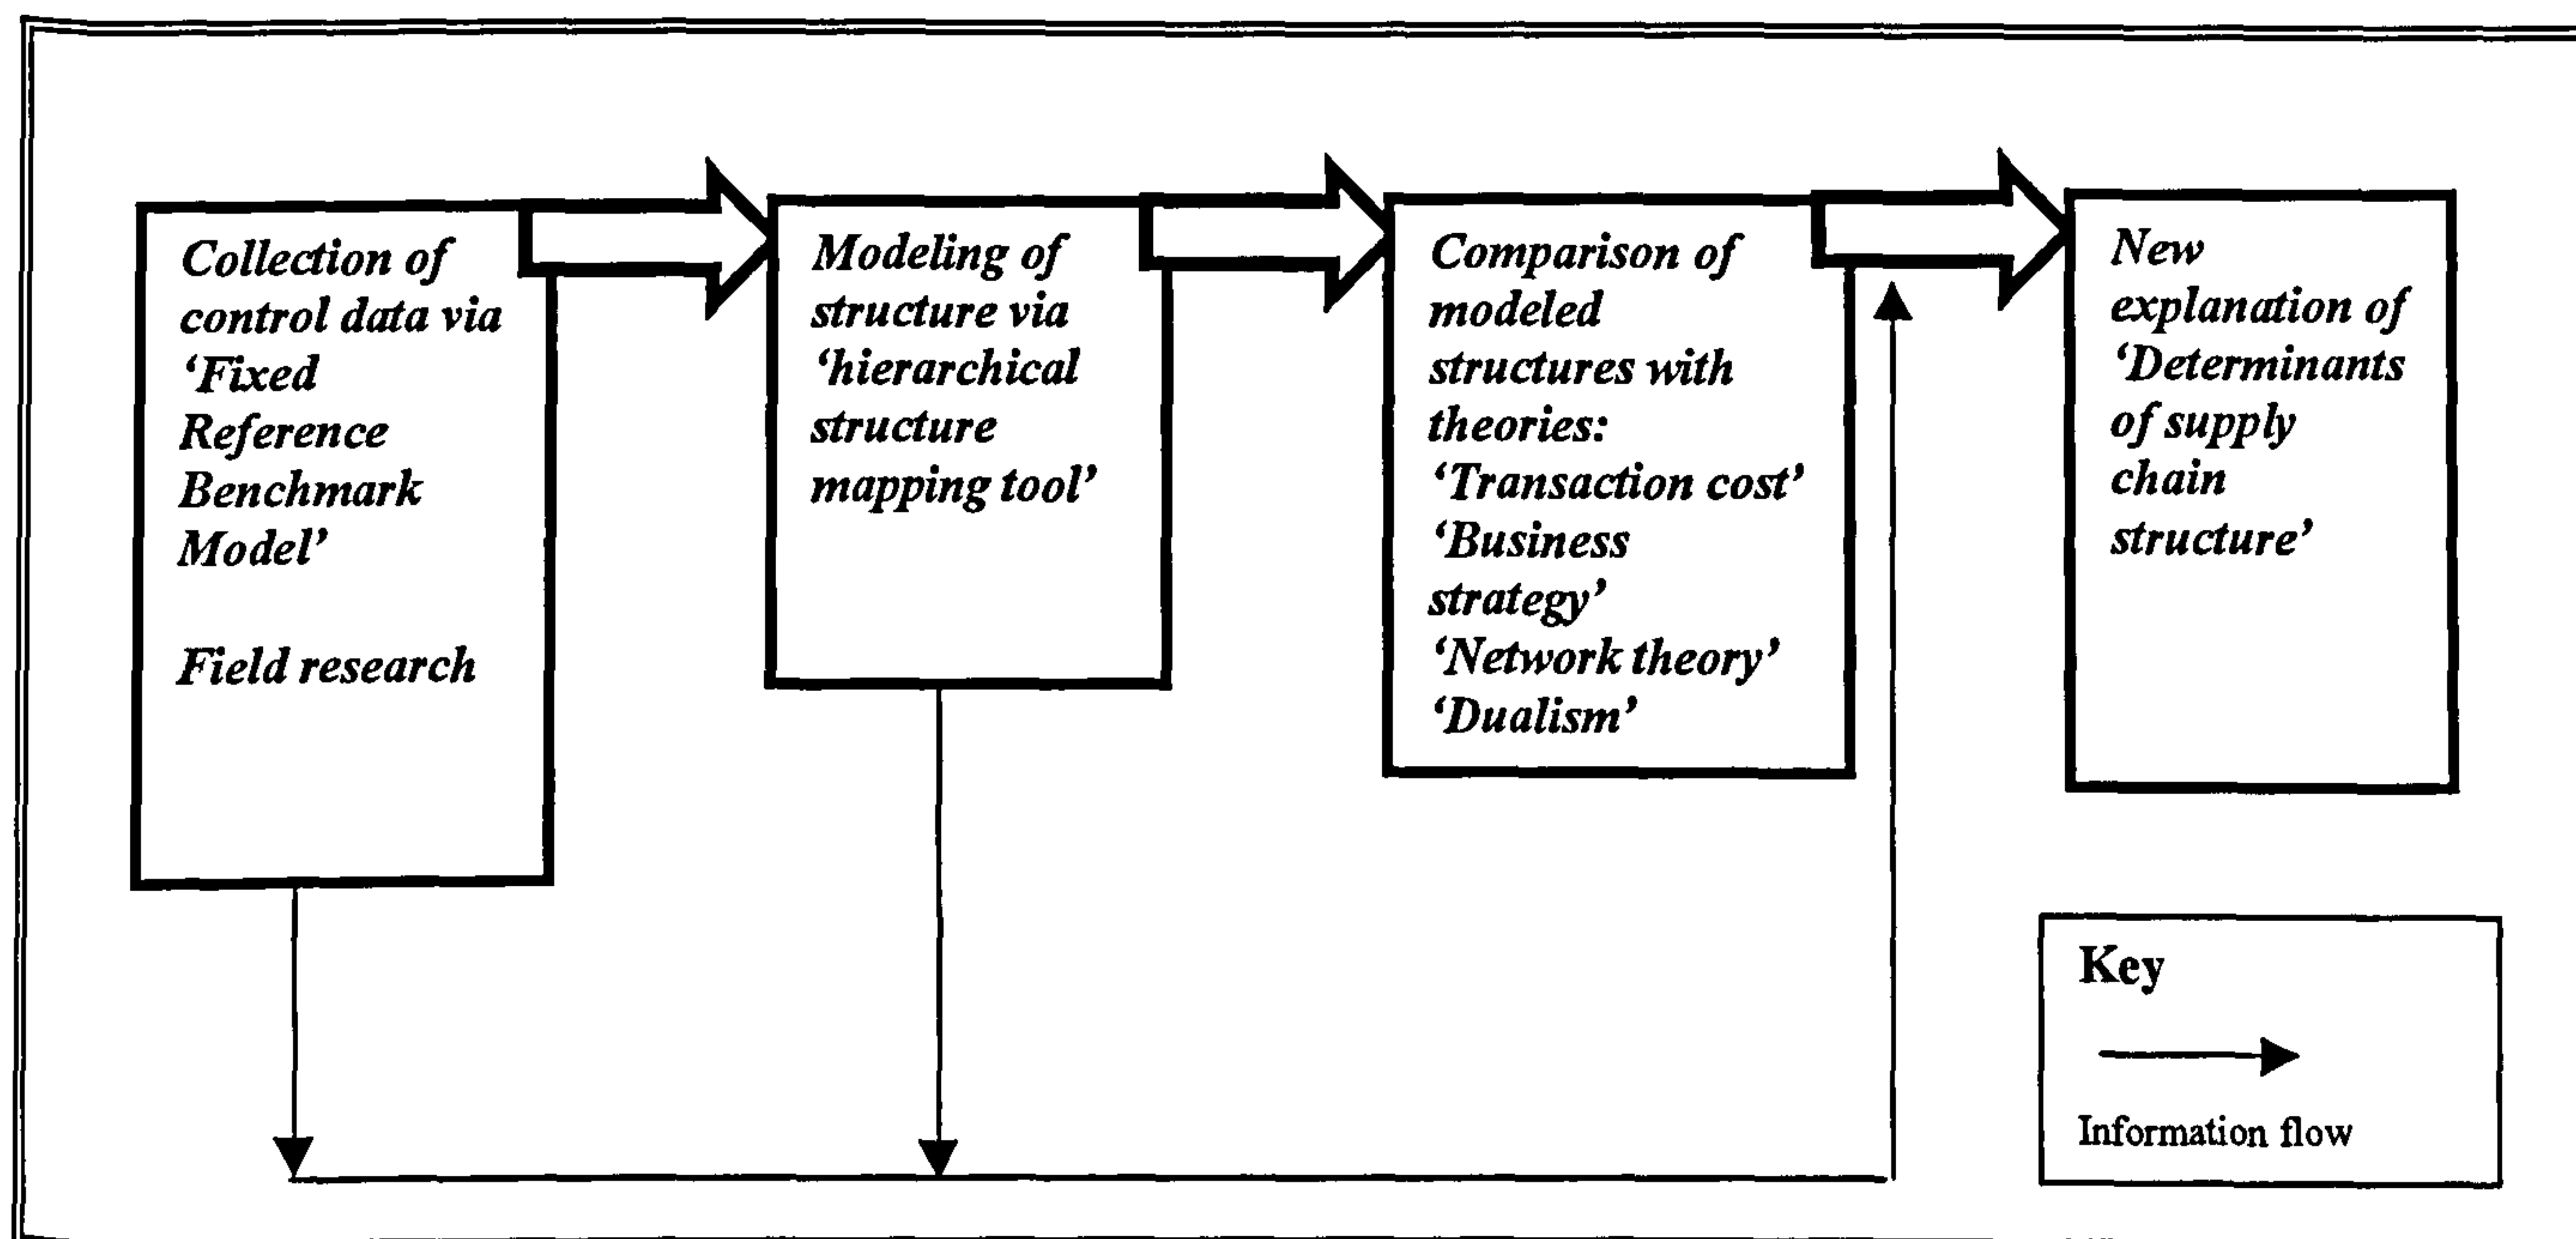 Collection of
control data via
‘Fixed
Reference
Benchmark
Model’
Field research
Modeling of
structure via
‘hierarchical
structure
mapping tool’
Comparison of
modeled
structures with
theories:
‘Transaction cost’
‘Business
strategy’
‘Network theory’
‘Dualism’
New
explanation of
‘Determinants
of supply
chain
structure’
Key
Information flow